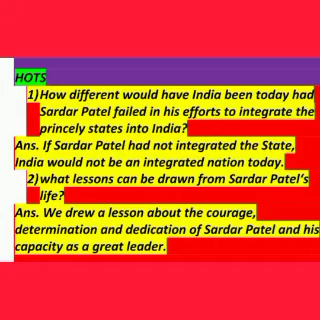 HOTS
1)How different would have India been today had
Sardar Patel failed in his efforts to integrate the
princely states into India?
Ans. If Sardar Patel had not integrated the State,
India would not be an integrated nation today.
2)what lessons can be drawn from Sardar Patel's
life?
Ans. We drew a lesson about the courage,
determination and dedication of Sardar Patel and his
capacity as a great leader.